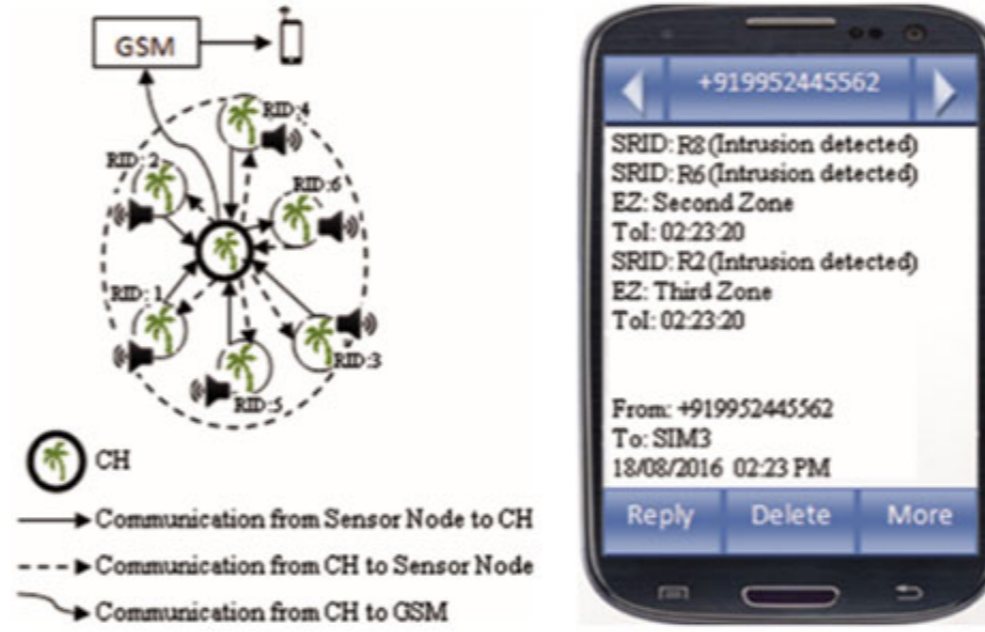 GSM
RID:4
RID: 2
RID:6
RID: 1
RID:3
RID:5
CH
Communication from Sensor Node to CH
Communication from CH to Sensor Node
Communication from CH to GSM
+919952445562
SRID: R8 (Intrusion detected)
SRID: R6 (Intrusion detected)
EZ: Second Zone
ToI: 02:23:20
SRID: R2 (Intrusion detected)
EZ: Third Zone
ToI: 02:23:20
From: +919952445562
To: SIM3
18/08/2016 02:23 PM
Reply Delete More